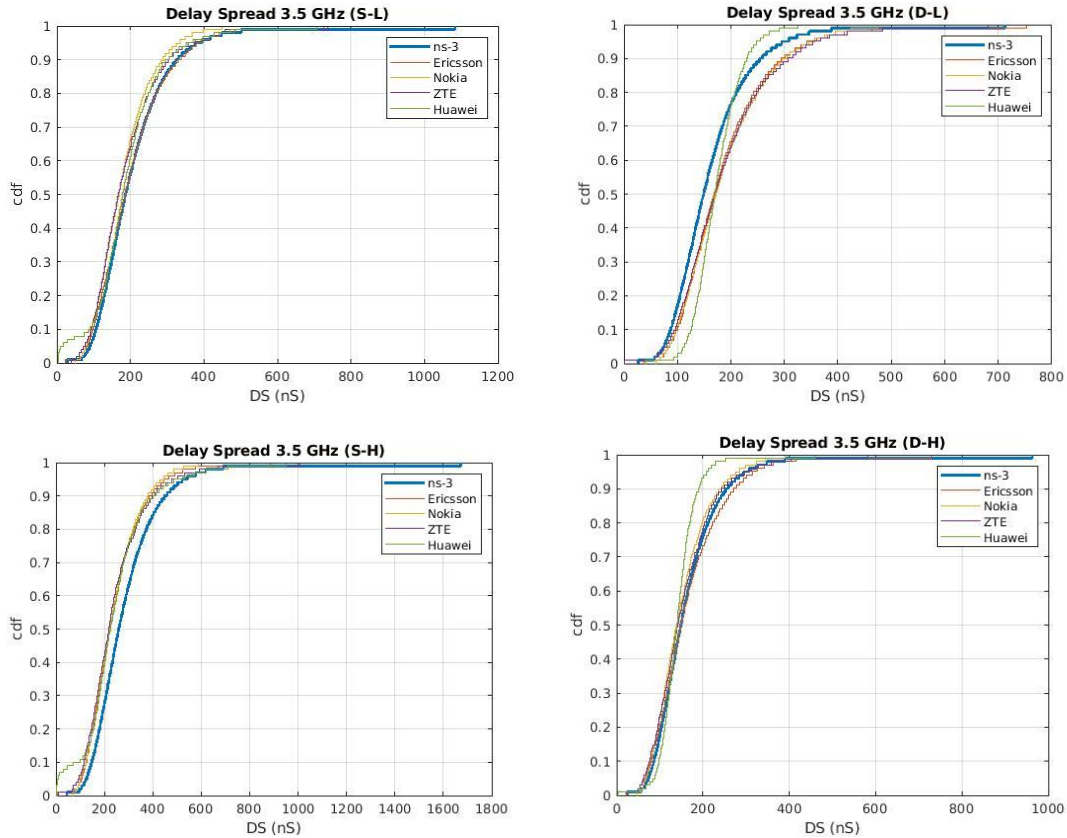 Delay Spread 3.5 GHz (S-L)
1
0.9
0.8
0.7
0.6
0.5
0.4
0.3
0.2
0.1
0
cdf
ns-3
Ericsson
Nokia
ZTE
Huawei
0 200 400 600 800 1000 1200
DS (nS)
Delay Spread 3.5 GHz (D-L)
1
0.9
0.8
0.7
0.6
0.5
0.4
0.3
0.2
0.1
0
cdf
ns-3
Ericsson
Nokia
ZTE
Huawei
0 100 200 300 400 500 600 700 800
DS (nS)
Delay Spread 3.5 GHz (S-H)
1
0.9
0.8
0.7
0.6
0.5
0.4
0.3
0.2
0.1
0
cdf
ns-3
Ericsson
Nokia
ZTE
Huawei
0 200 400 600 800 1000 1200 1400 1600 1800
DS (nS)
Delay Spread 3.5 GHz (D-H)
1
0.9
0.8
0.7
0.6
0.5
0.4
0.3
0.2
0.1
0
cdf
ns-3
Ericsson
Nokia
ZTE
Huawei
0 200 400 600 800 1000
DS (nS)